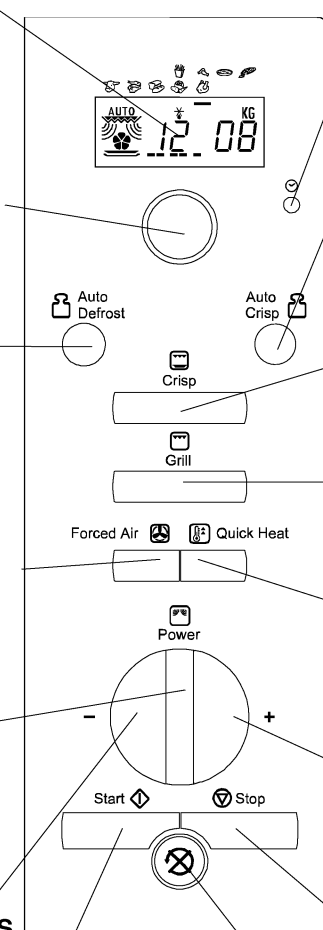 AUTO KG
12 08
Auto Defrost
Auto Crisp
Crisp
Grill
Forced Air Quick Heat
Power
- +
Start Stop
s